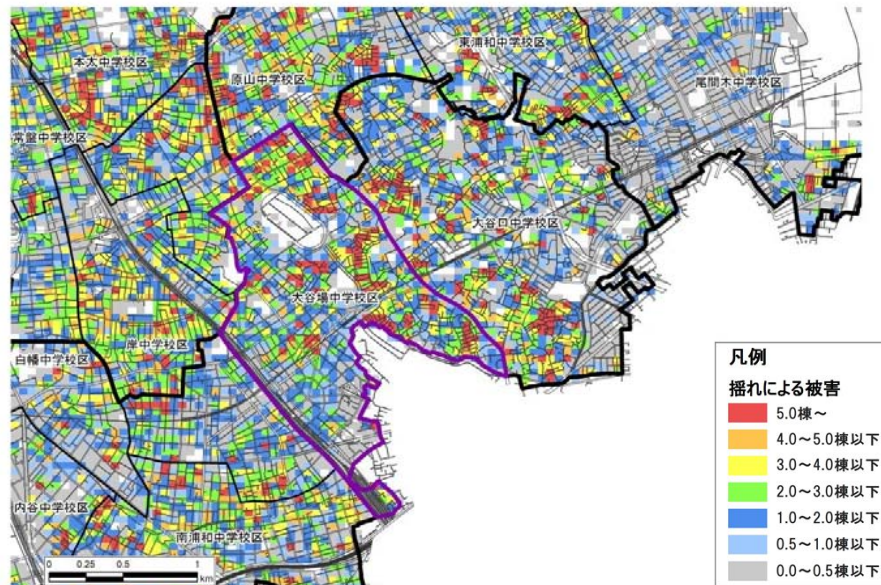 東浦和中学校区
本太中学校区
原山中学校区
尾間木中学校区
常盤中学校区
大谷口中学校区
大谷場中学校区
岸中学校区
白幡中学校区
内谷中学校区
南浦和中学校区
0 0.25 0.5 1
km
凡例
揺れによる被害
5.0棟～
4.0～5.0棟以下
3.0～4.0棟以下
2.0～3.0棟以下
1.0～2.0棟以下
0.5～1.0棟以下
0.0～0.5棟以下